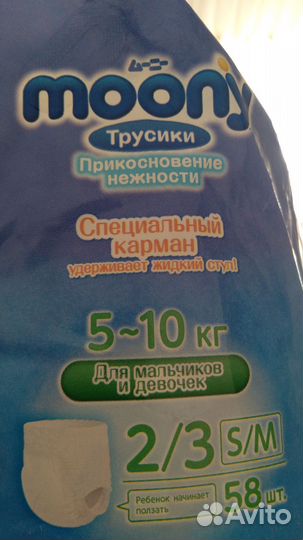 ムーニー
moony
Трусики
Прикосновение
нежности
Специальный
карман
удерживает жидкий стул!
5~10 кг
Для мальчиков
и девочек
2/3 S/M
Ребенок начинает
ползать
58 шт.
Avito